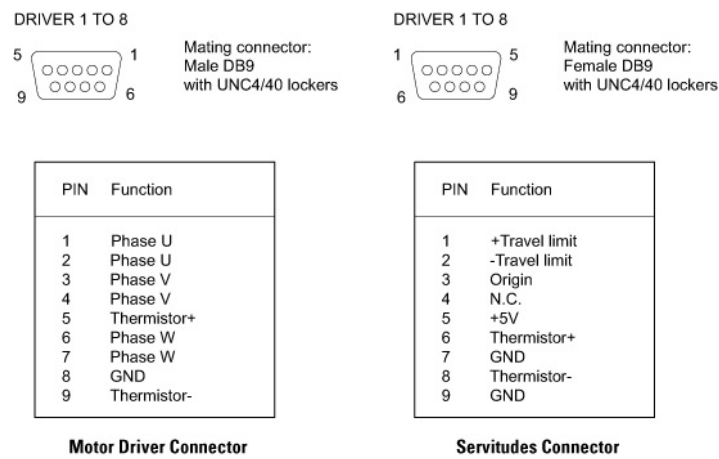 DRIVER 1 TO 8
5 1
9 6
Mating connector:
Male DB9
with UNC4/40 lockers
PIN Function
1 Phase U
2 Phase U
3 Phase V
4 Phase V
5 Thermistor+
6 Phase W
7 Phase W
8 GND
9 Thermistor-
Motor Driver Connector
DRIVER 1 TO 8
1 5
6 9
Mating connector:
Female DB9
with UNC4/40 lockers
PIN Function
1 +Travel limit
2 -Travel limit
3 Origin
4 N.C.
5 +5V
6 Thermistor+
7 GND
8 Thermistor-
9 GND
Servitudes Connector